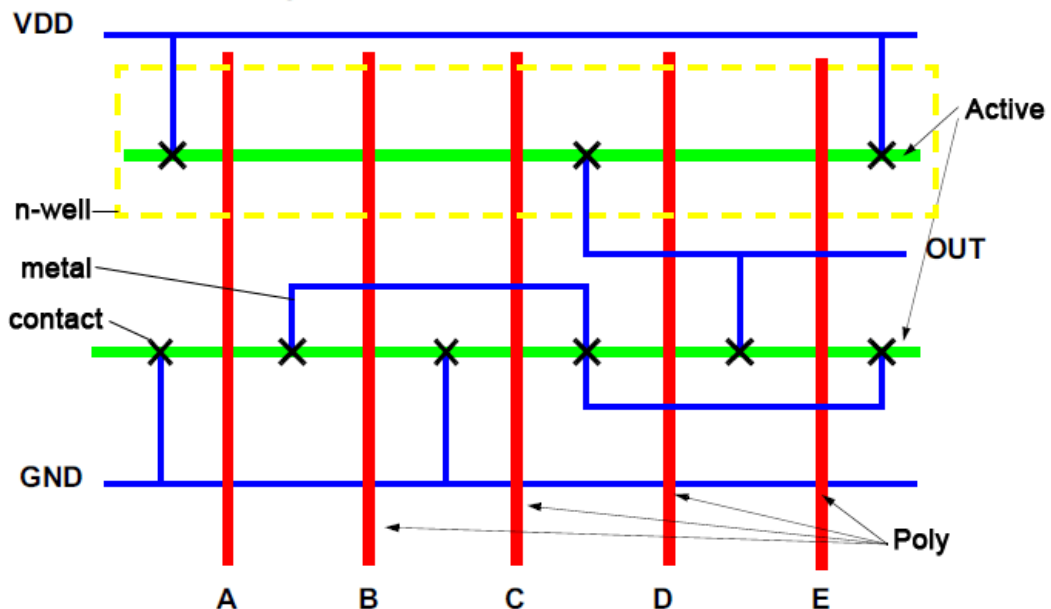 VDD
Active
n-well
OUT
metal
contact
GND
Poly
A B C D E